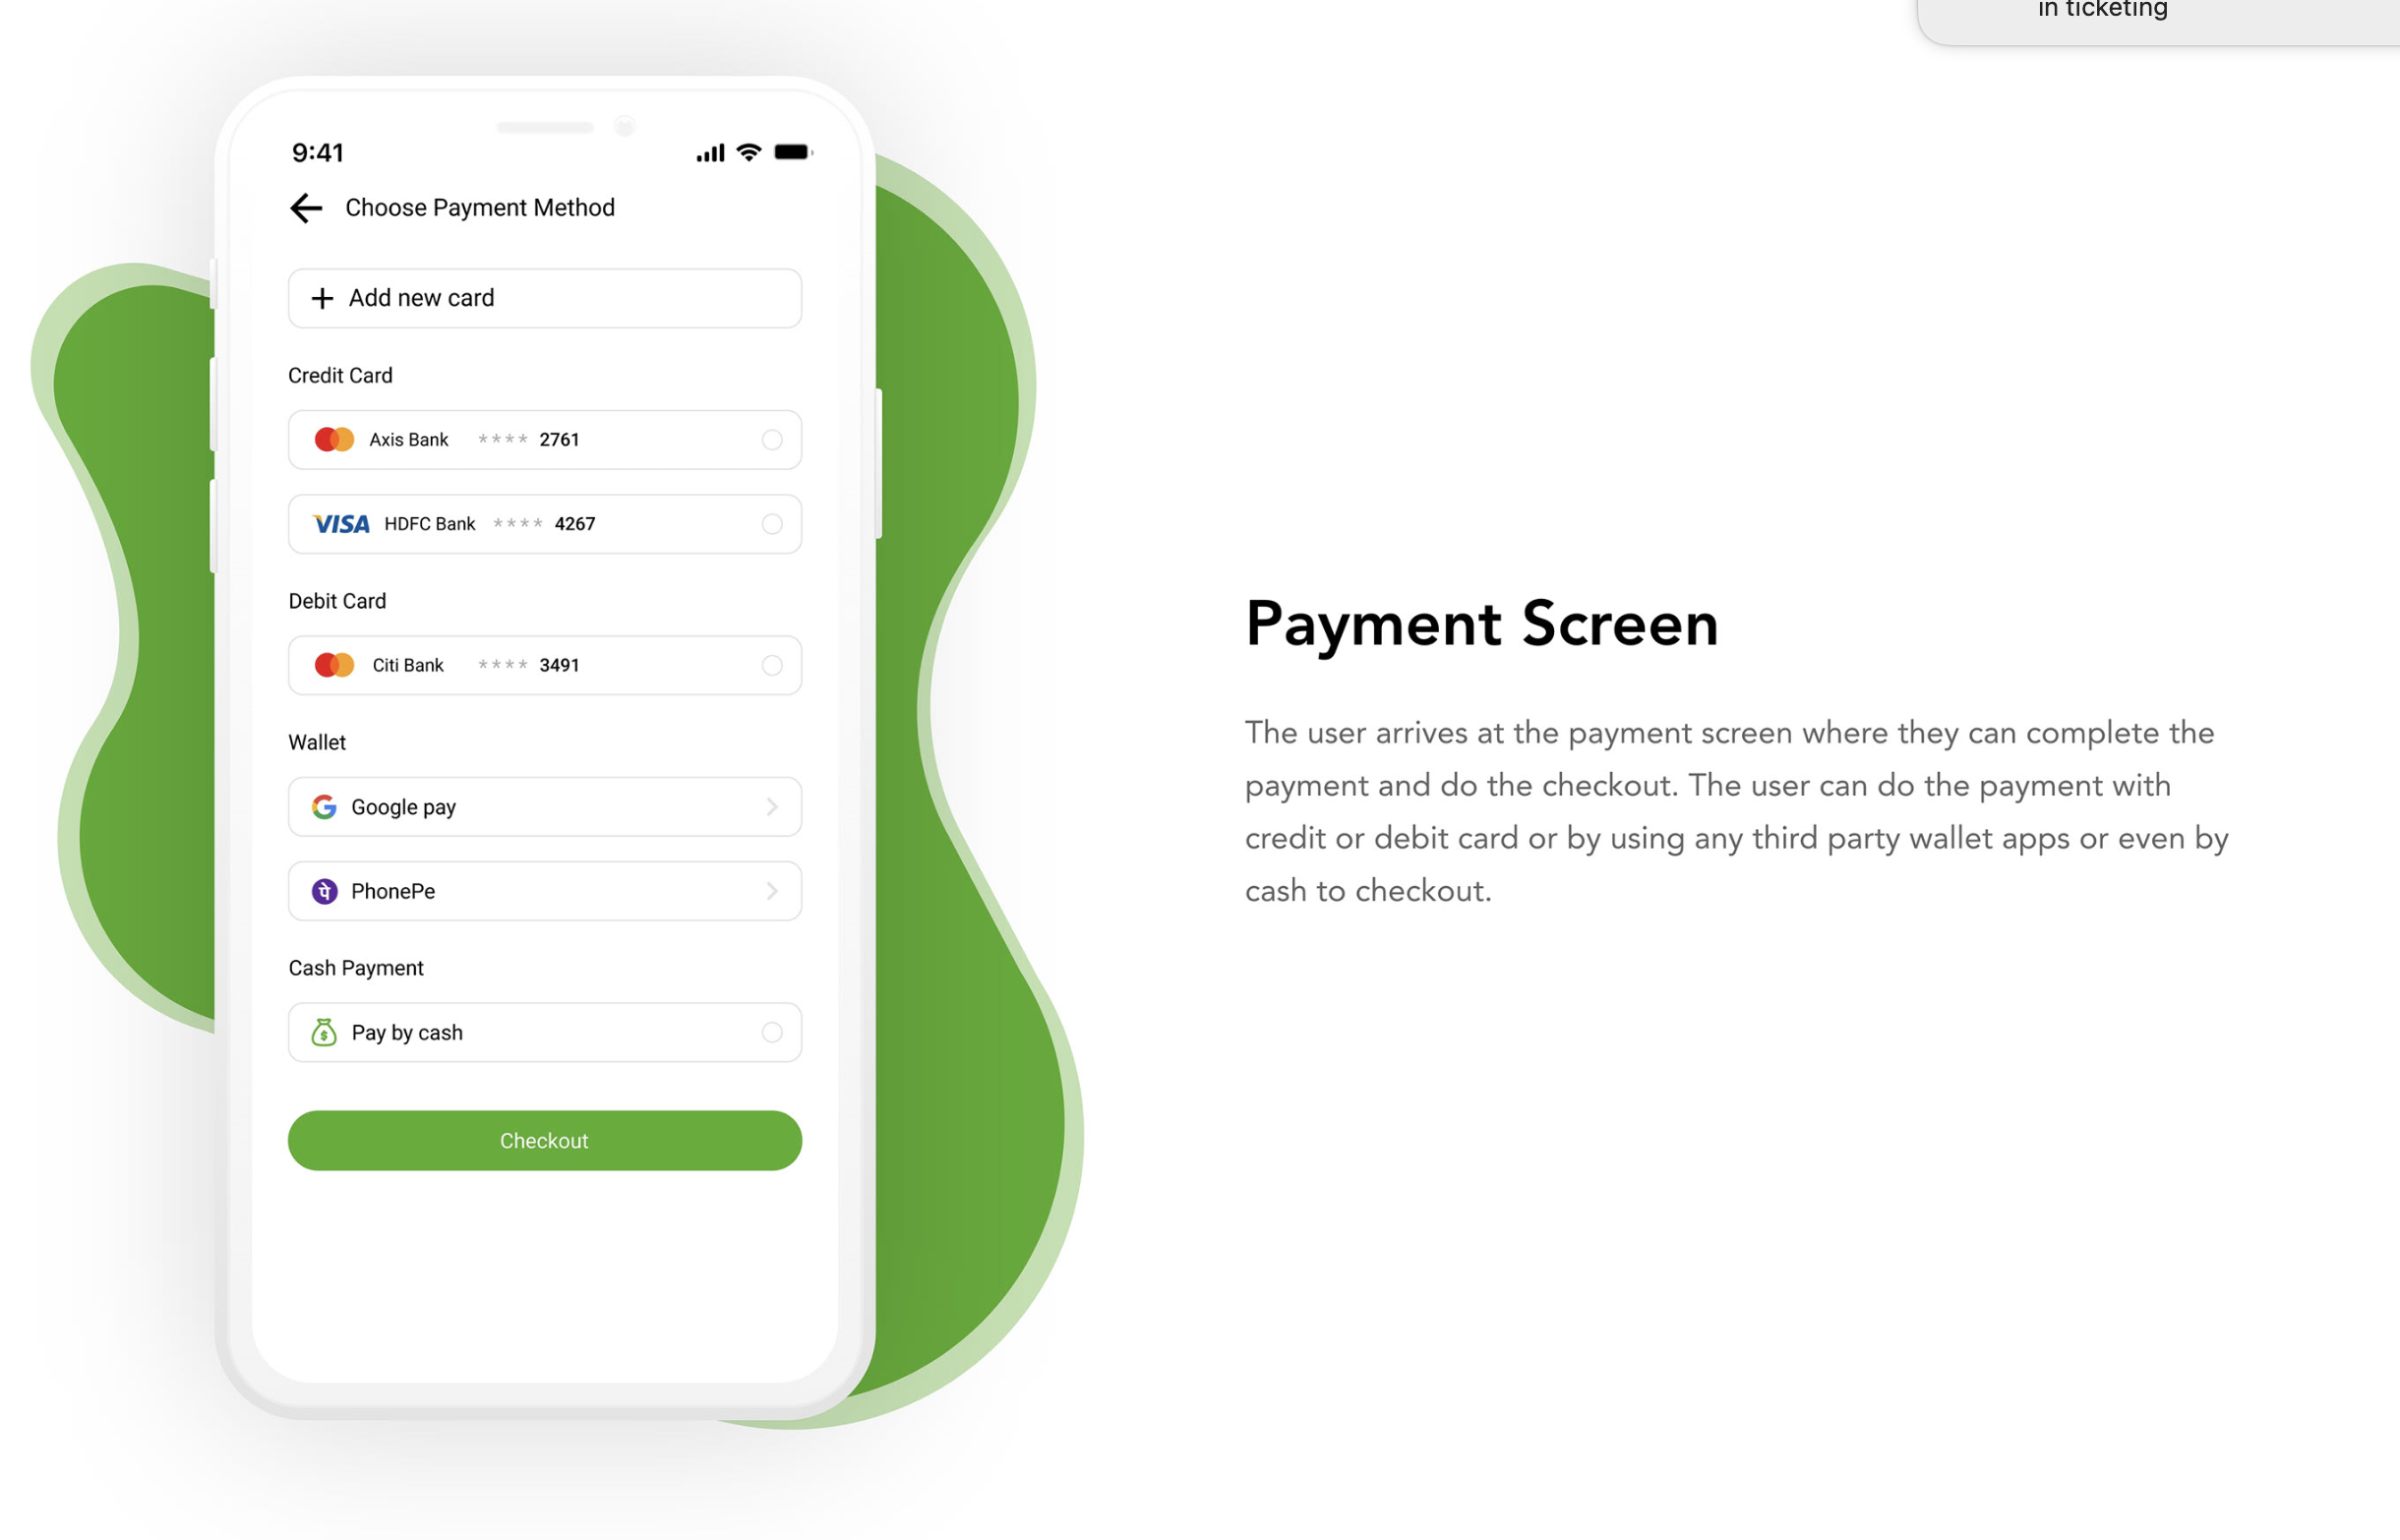 in ticketing
9:41
Choose Payment Method
+ Add new card
Credit Card
Axis Bank **** 2761
VISA HDFC Bank **** 4267
Debit Card
Citi Bank **** 3491
Wallet
G Google pay
पे PhonePe
Cash Payment
$ Pay by cash
Checkout
Payment Screen
The user arrives at the payment screen where they can complete the
payment and do the checkout. The user can do the payment with
credit or debit card or by using any third party wallet apps or even by
cash to checkout.